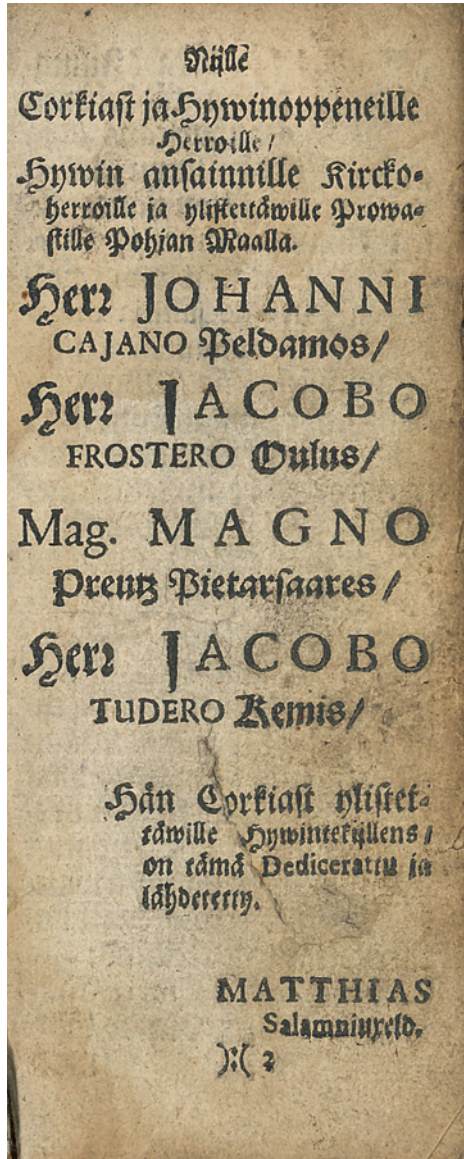 Nijlle
Corkiast ja Hywinoppeneille
Herroille /
Hywin ansainnille Kircko-
herroille ja ylistettäwille Prowa-
stille Pohjan Maalla.
Herr JOHANNI
CAJANO Peldamos /
Herr JACOBO
FROSTERO Oulus /
Mag. MAGNO
Preutz Pietarsaares /
Herr JACOBO
TUDERO Kemis /
Hän Corkiast ylistet-
täwille Hywintekijllens /
on tämä Dedicerattu ja
lähdetetty.
MATTHIAS
Salamniuxeld.
):( 2